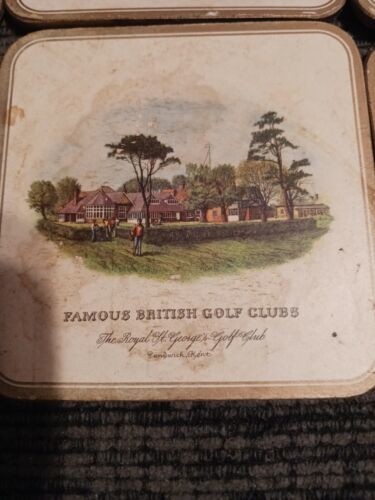 FAMOUS BRITISH GOLF CLUBS
The Royal St. George's Golf Club
Sandwich, Kent